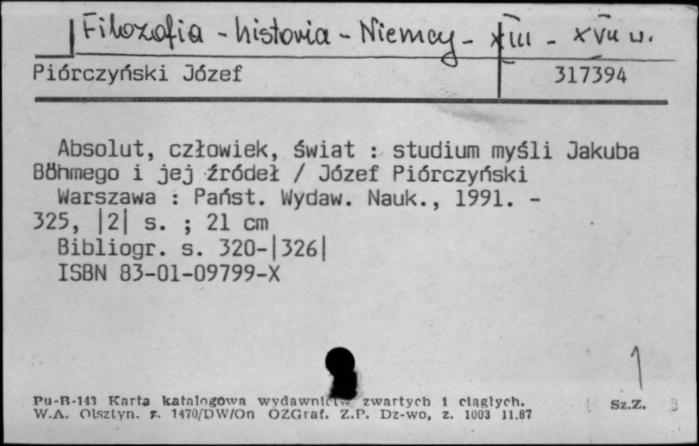 Filozofia - historia - Niemcy - XIII - XVII w.
Piórczyński Józef 317394
Absolut, człowiek, świat : studium myśli Jakuba
Böhmego i jej źródeł / Józef Piórczyński
Warszawa : Państ. Wydaw. Nauk., 1991. -
325, |2| s. ; 21 cm
Bibliogr. s. 320-|326|
ISBN 83-01-09799-X
1
Pu-B-143 Karta katalogowa wydawnictw zwartych i ciągłych. Sz.Z.
W.A. Olsztyn. z. 1470/DW/On OZGraf. Z.P. Dz-wo, z. 1003 11.87